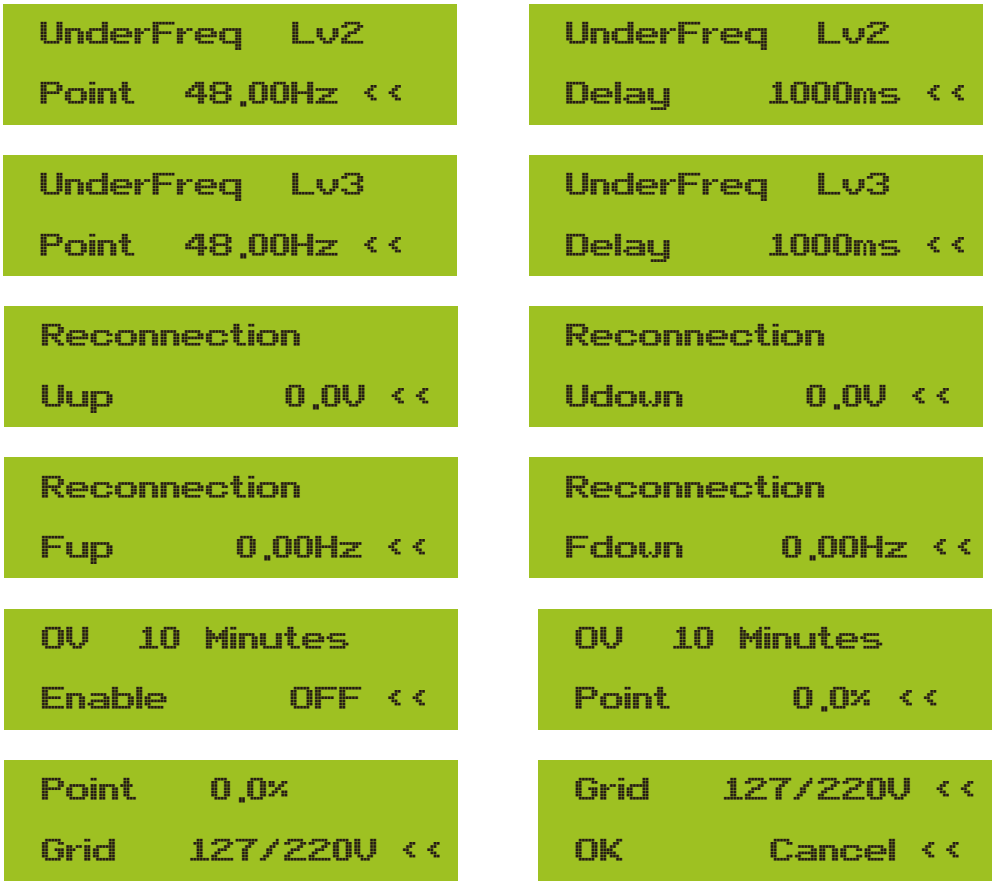 UnderFreq Lv2
Point 48.00Hz <<
UnderFreq Lv2
Delay 1000ms <<
UnderFreq Lv3
Point 48.00Hz <<
UnderFreq Lv3
Delay 1000ms <<
Reconnection
Uup 0.0V <<
Reconnection
Udown 0.0V <<
Reconnection
Fup 0.00Hz <<
Reconnection
Fdown 0.00Hz <<
OV 10 Minutes
Enable OFF <<
OV 10 Minutes
Point 0.0% <<
Point 0.0%
Grid 127/220V <<
Grid 127/220V <<
OK Cancel <<